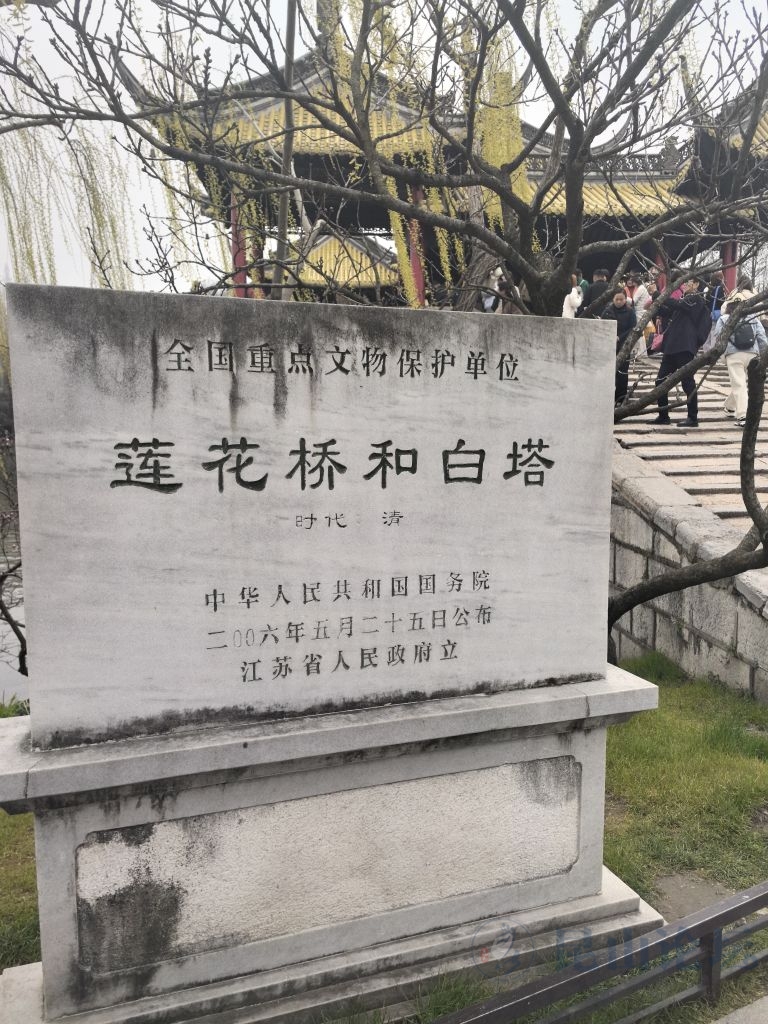 全国重点文物保护单位
莲花桥和白塔
时代 清
中华人民共和国国务院
二00六年五月二十五日公布
江苏省人民政府立